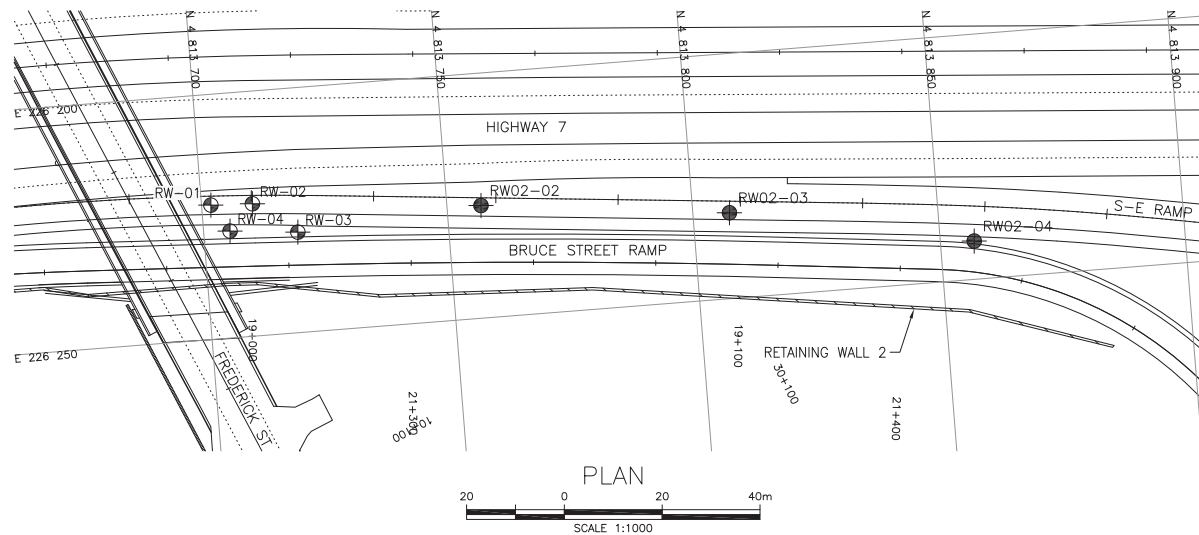 N 4 813 700
N 4 813 750
N 4 813 800
N 4 813 850
N 4 813 900
E 226 200
HIGHWAY 7
RW-01
RW-02
RW02-02
RW02-03
S-E RAMP
RW-04
RW-03
RW02-04
BRUCE STREET RAMP
19+000
E 226 250
FREDERICK ST
19+100
RETAINING WALL 2
30+100
21+300
10+100
21+400
PLAN
20 0 20 40m
SCALE 1:1000